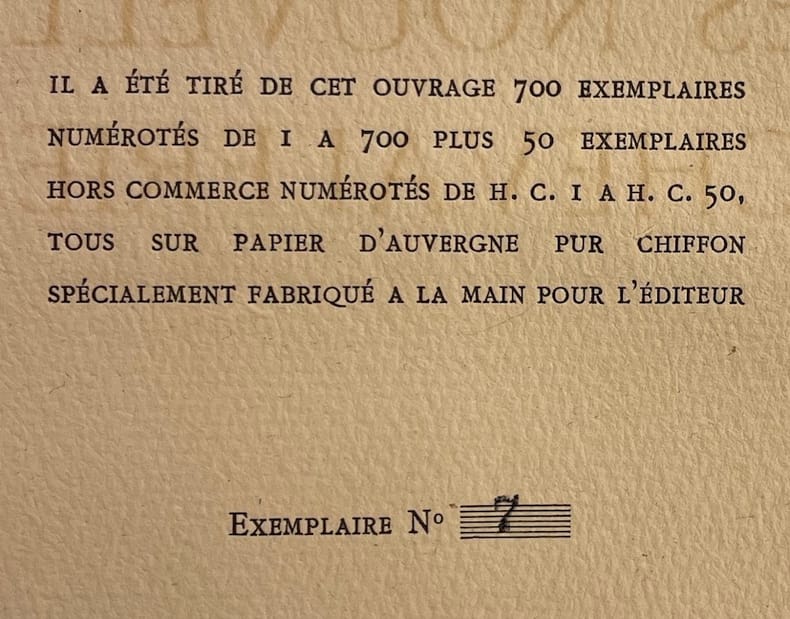 IL A ÉTÉ TIRÉ DE CET OUVRAGE 700 EXEMPLAIRES
NUMÉROTÉS DE I A 700 PLUS 50 EXEMPLAIRES
HORS COMMERCE NUMÉROTÉS DE H. C. I A H. C. 50,
TOUS SUR PAPIER D'AUVERGNE PUR CHIFFON
SPÉCIALEMENT FABRIQUÉ A LA MAIN POUR L'ÉDITEUR
EXEMPLAIRE Nº 7